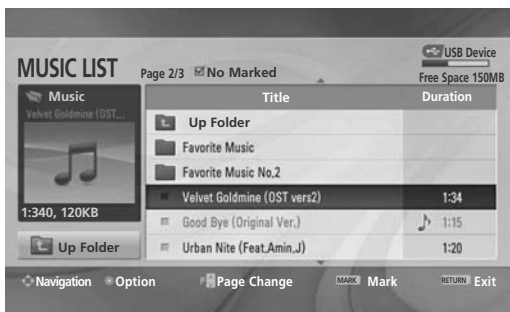 USB Device
MUSIC LIST
Page 2/3 No Marked
Free Space 150MB
Music
Title
Duration
Velvet Goldmine (OST...
Up Folder
Favorite Music
Favorite Music No.2
Velvet Goldmine (OST vers2) 1:34
1:340, 120KB
Good Bye (Original Ver.) 1:15
Up Folder
Urban Nite (Feat.Amin.J) 1:20
Navigation Option Page Change MARK Mark RETURN Exit